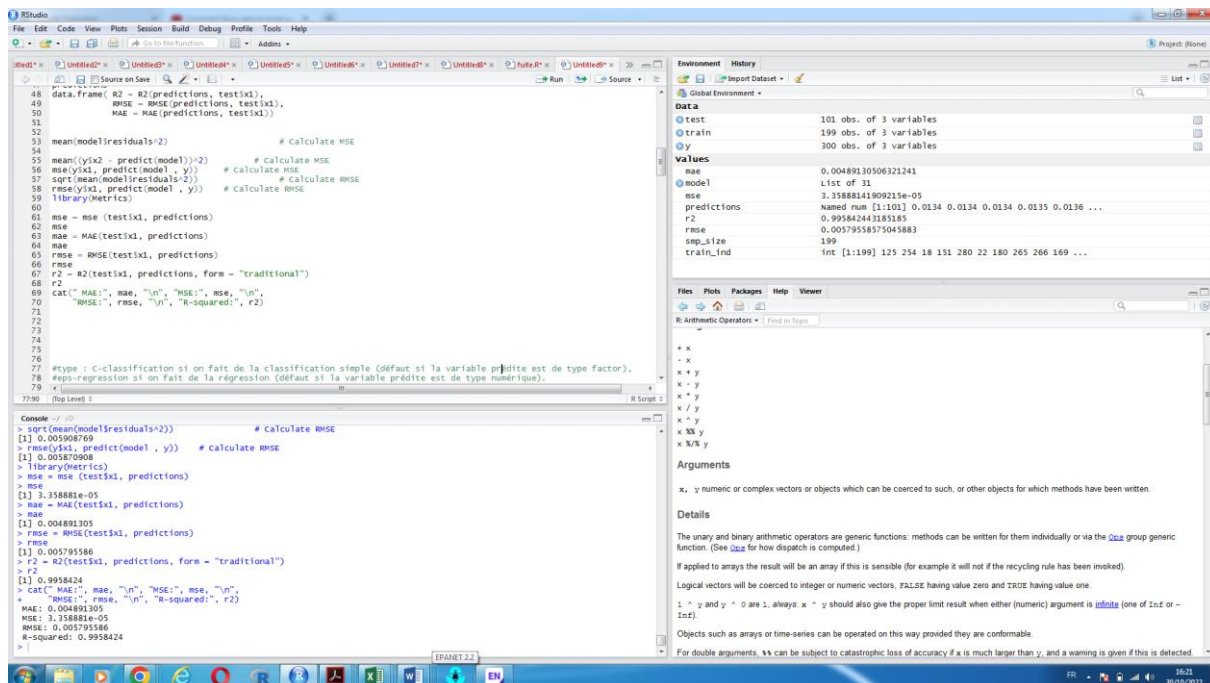 RStudio
File Edit Code View Plots Session Build Debug Profile Tools Help
Go to file/function Addins Project: (None)
Untitled2* Untitled3* Untitled4* Untitled5* Untitled6* Untitled7* Untitled8* fuite.R* Untitled9*
Source on Save Run Source
48 data.frame( R2 = R2(predictions, test$x1),
49 RMSE = RMSE(predictions, test$x1),
50 MAE = MAE(predictions, test$x1))
51
52
53 mean(model$residuals^2) # Calculate MSE
54
55 mean((y$x2 - predict(model))^2) # Calculate MSE
56 mse(y$x1, predict(model , y)) # Calculate MSE
57 sqrt(mean(model$residuals^2)) # Calculate RMSE
58 rmse(y$x1, predict(model , y)) # Calculate RMSE
59 library(Metrics)
60
61 mse = mse (test$x1, predictions)
62 mse
63 mae = MAE(test$x1, predictions)
64 mae
65 rmse = RMSE(test$x1, predictions)
66 rmse
67 r2 = R2(test$x1, predictions, form = "traditional")
68 r2
69 cat(" MAE:", mae, "\n", "MSE:", mse, "\n",
70 "RMSE:", rmse, "\n", "R-squared:", r2)
71
72
73
74
75
76
77 #type : C-classification si on fait de la classification simple (défaut si la variable prédite est de type factor),
78 #eps-regression si on fait de la régression (défaut si la variable prédite est de type numérique).
79
77:90 (Top Level) R Script
Console ~/
> sqrt(mean(model$residuals^2)) # Calculate RMSE
[1] 0.005908769
> rmse(y$x1, predict(model , y)) # Calculate RMSE
[1] 0.005870908
> library(Metrics)
> mse = mse (test$x1, predictions)
> mse
[1] 3.358881e-05
> mae = MAE(test$x1, predictions)
> mae
[1] 0.004891305
> rmse = RMSE(test$x1, predictions)
> rmse
[1] 0.005795586
> r2 = R2(test$x1, predictions, form = "traditional")
> r2
[1] 0.9958424
> cat(" MAE:", mae, "\n", "MSE:", mse, "\n",
+ "RMSE:", rmse, "\n", "R-squared:", r2)
MAE: 0.004891305
MSE: 3.358881e-05
RMSE: 0.005795586
R-squared: 0.9958424
>
Environment History
Import Dataset List
Global Environment
Data
test 101 obs. of 3 variables
train 199 obs. of 3 variables
y 300 obs. of 3 variables
Values
mae 0.00489130506321241
model List of 31
mse 3.35888141909215e-05
predictions Named num [1:101] 0.0134 0.0134 0.0134 0.0135 0.0136 ...
r2 0.995842443185185
rmse 0.00579558575045883
smp_size 199
train_ind int [1:199] 125 254 18 151 280 22 180 265 266 169 ...
Files Plots Packages Help Viewer
R: Arithmetic Operators Find in Topic
+ x
- x
x + y
x - y
x * y
x / y
x ^ y
x %% y
x %/% y
Arguments
x, y numeric or complex vectors or objects which can be coerced to such, or other objects for which methods have been written.
Details
The unary and binary arithmetic operators are generic functions: methods can be written for them individually or via the Ops group generic
function. (See Ops for how dispatch is computed.)
If applied to arrays the result will be an array if this is sensible (for example it will not if the recycling rule has been invoked).
Logical vectors will be coerced to integer or numeric vectors, FALSE having value zero and TRUE having value one.
1 ^ y and y ^ 0 are 1, always. x ^ y should also give the proper limit result when either (numeric) argument is infinite (one of Inf or -
Inf).
Objects such as arrays or time-series can be operated on this way provided they are conformable.
For double arguments, %% can be subject to catastrophic loss of accuracy if x is much larger than y, and a warning is given if this is detected.
EPANET 2.2
EN
FR 16:21
20/10/2022